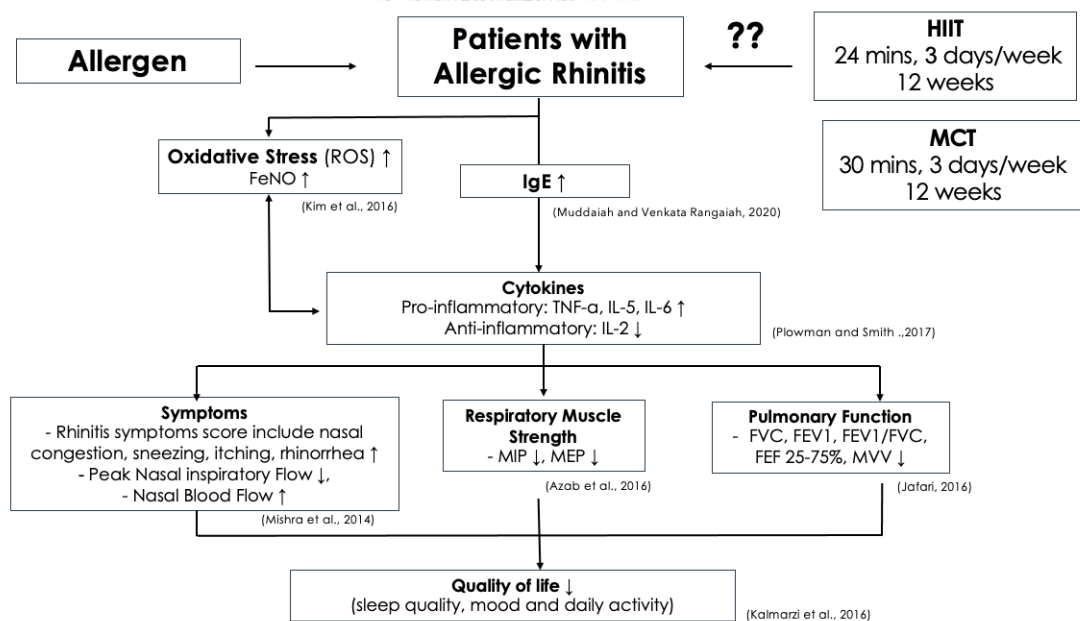 Allergen
Patients with
Allergic Rhinitis
??
HIIT
24 mins, 3 days/week
12 weeks
MCT
30 mins, 3 days/week
12 weeks
Oxidative Stress (ROS) ↑
FeNO ↑
(Kim et al., 2016)
IgE ↑
(Muddaiah and Venkata Rangaiah, 2020)
Cytokines
Pro-inflammatory: TNF-a, IL-5, IL-6 ↑
Anti-inflammatory: IL-2 ↓
(Plowman and Smith .,2017)
Symptoms
- Rhinitis symptoms score include nasal
congestion, sneezing, itching, rhinorrhea ↑
- Peak Nasal inspiratory Flow ↓,
- Nasal Blood Flow ↑
(Mishra et al., 2014)
Respiratory Muscle
Strength
- MIP ↓, MEP ↓
(Azab et al., 2016)
Pulmonary Function
- FVC, FEV1, FEV1/FVC,
FEF 25-75%, MVV ↓
(Jafari, 2016)
Quality of life ↓
(sleep quality, mood and daily activity)
(Kalmarzi et al., 2016)